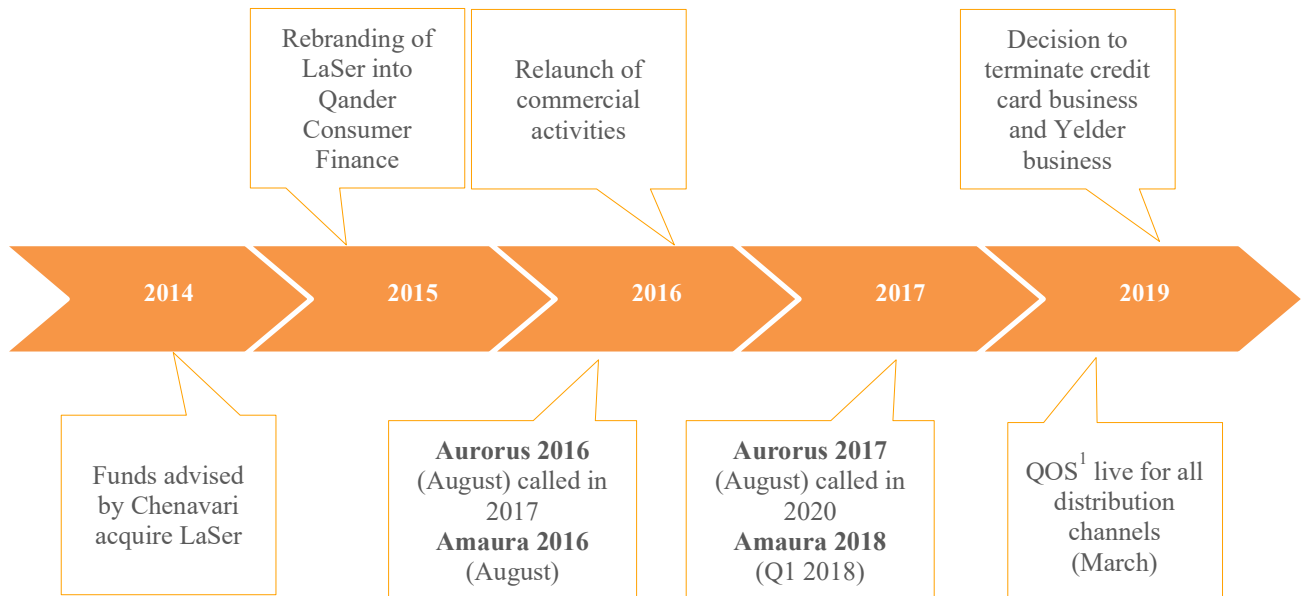 Rebranding of
LaSer into
Qander
Consumer
Finance
Relaunch of
commercial
activities
Decision to
terminate credit
card business
and Yelder
business
2014
2015
2016
2017
2019
Funds advised
by Chenavari
acquire LaSer
Aurorus 2016
(August) called in
2017
Amaura 2016
(August)
Aurorus 2017
(August) called in
2020
Amaura 2018
(Q1 2018)
QOS1 live for all
distribution
channels
(March)